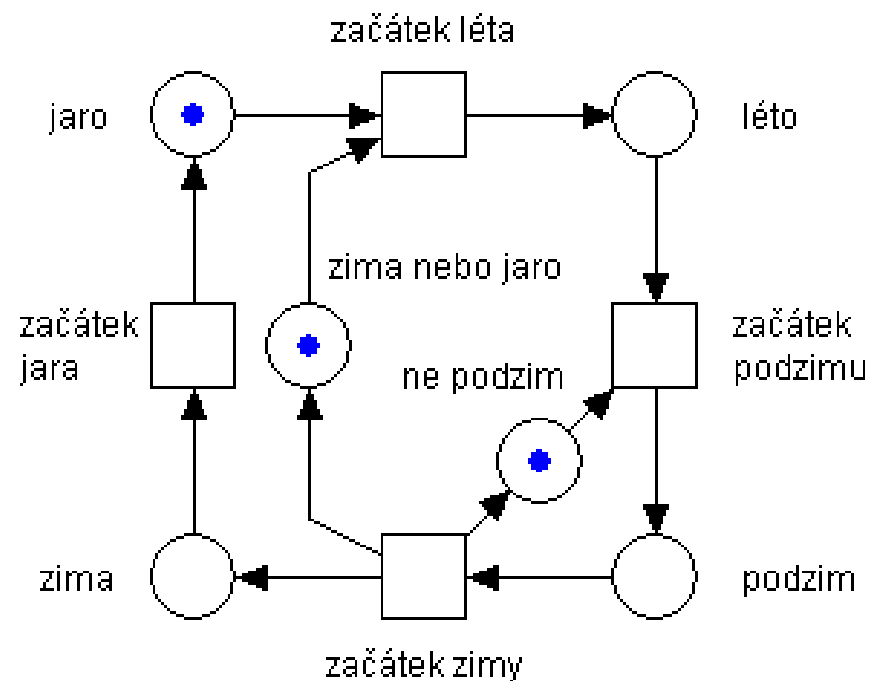 začátek léta
jaro
léto
zima nebo jaro
začátek
jara
začátek
podzimu
ne podzim
zima
podzim
začátek zimy